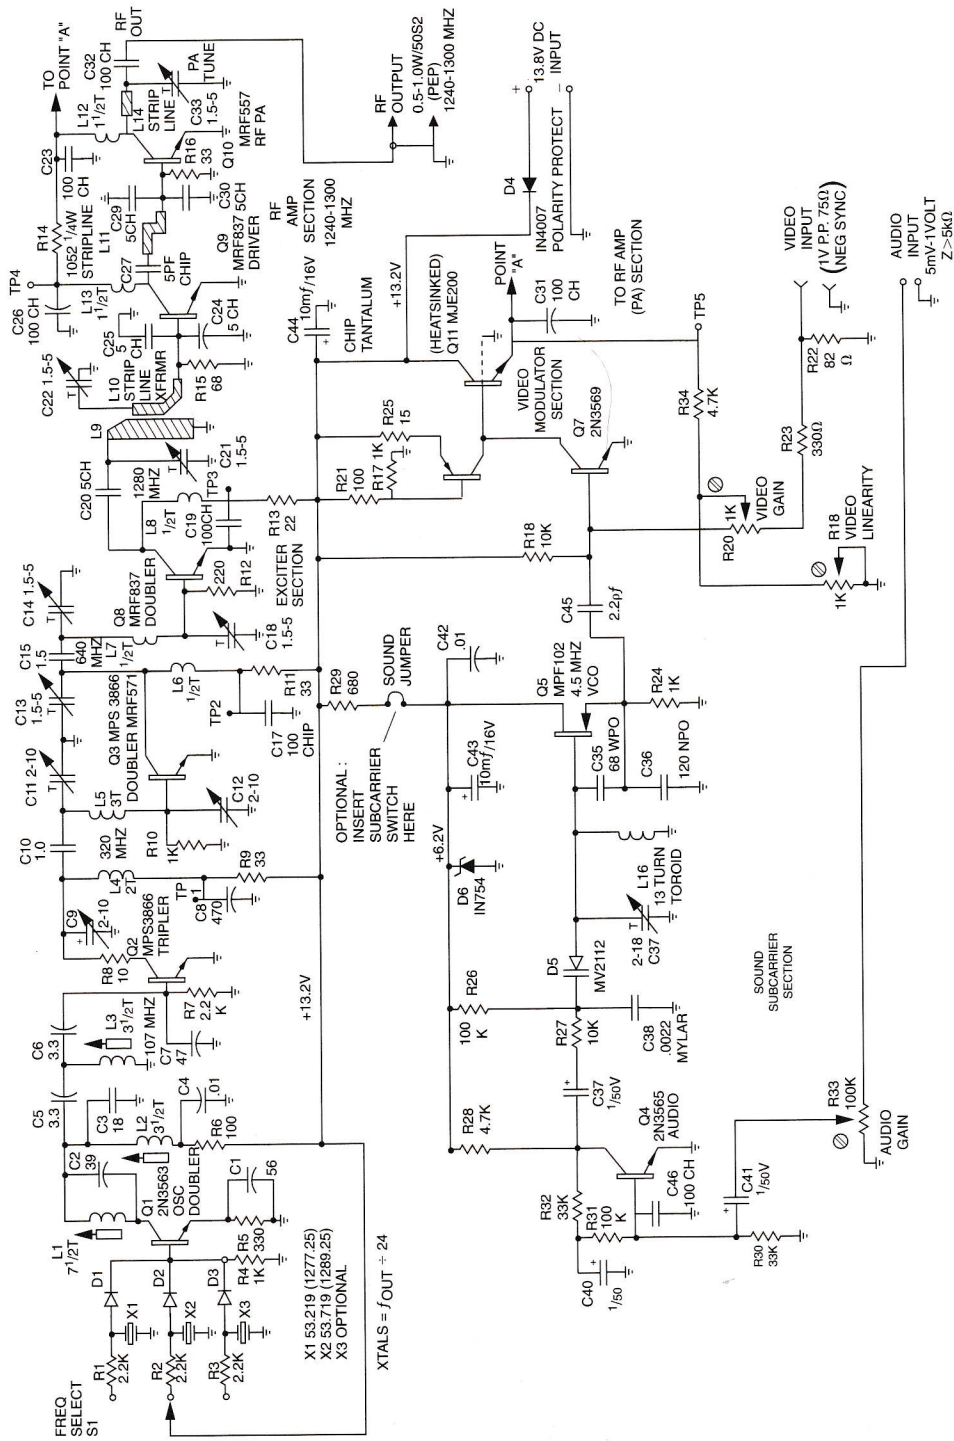 FREQ
SELECT
S1
R1
2.2K
R2
2.2K
R3
2.2K
X1
X2
X3
D1
D2
D3
L1
7 1/2T
C2
39
Q1
2N3563
OSC
DOUBLER
R5
330
R4
1K
C1
56
X1 53.219 (1277.25)
X2 53.719 (1289.25)
X3 OPTIONAL
XTALS = fOUT ÷ 24
C5
3.3
C3
18
L2
3 1/2T
C4
.01
R6
100
C6
3.3
L3
3 1/2T
107 MHZ
C7
47
R7
2.2
K
R8
10
C9
2-10
Q2
MPS3866
TRIPLER
L4
2T
TP
1
C8
470
R9
33
+13.2V
C10
1.0
320
MHZ
L5
3T
R10
1K
C11 2-10
C12
2-10
Q3 MPS 3866
DOUBLER MRF571
C13
1.5-5
L6
1/2T
TP2
R11
33
C17
100
CHIP
C15
1.5
640
MHZ
L7
1/2T
C14 1.5-5
C18
1.5-5
Q8
MRF837
DOUBLER
220
R12
EXCITER
SECTION
C20 5CH
1280
MHZ
L8
1/2T
C19
100CH
TP3
C21
1.5-5
R13
22
L9
C22 1.5-5
L10
STRIP
LINE
XFRMR
R15
68
C25
5
C24
5 CH
C26
100 CH
TP4
L13
1 1/2T
Q9
MRF837
DRIVER
C27
5PF
CHIP
R14
1052 1/4W
STRIPLINE
L11
C29
5CH
C30
5CH
C23
100
CH
L12
1 1/2T
TO
POINT "A"
R16
33
Q10
MRF557
RF PA
L14
STRIP
LINE
C33
1.5-5
PA
TUNE
C32
100 CH
RF
OUT
RF
AMP
SECTION
1240-1300
MHZ
RF
OUTPUT
0.5-1.0W/50S2
(PEP)
1240-1300 MHZ
C44
10mf/16V
CHIP
TANTALUM
+13.2V
D4
IN4007
POLARITY PROTECT
+ 13.8V DC
- INPUT
(HEATSINKED)
Q11 MJE200
POINT
"A"
C31
100
CH
TO RF AMP
(PA) SECTION
R25
15
R21
100
R17 1K
VIDEO
MODULATOR
SECTION
Q7
2N3569
R18
10K
C45
2.2pf
R34
4.7K
TP5
R20
1K
VIDEO
GAIN
R23
330Ω
R22
82
Ω
VIDEO
INPUT
(1V P.P. 75Ω
NEG SYNC)
1K
R18
VIDEO
LINEARITY
AUDIO
INPUT
5mV-1VOLT
Z>5kΩ
R29
680
SOUND
JUMPER
OPTIONAL :
INSERT
SUBCARRIER
SWITCH
HERE
C42
.01
C43
10mf/16V
+6.2V
D6
IN754
Q5
MPF102
4.5 MHZ
VCO
R24
1K
C35
68 WPO
C36
120 NPO
L16
13 TURN
TOROID
2-18
C37
D5
MV2112
R26
100
K
R27
10K
C38
.0022
MYLAR
R28
4.7K
C37
1/50V
Q4
2N3565
AUDIO
R32
33K
R31
100
K
C46
100 CH
C40
1/50
C41
1/50V
R30
33K
R33
100K
AUDIO
GAIN
SOUND
SUBCARRIER
SECTION